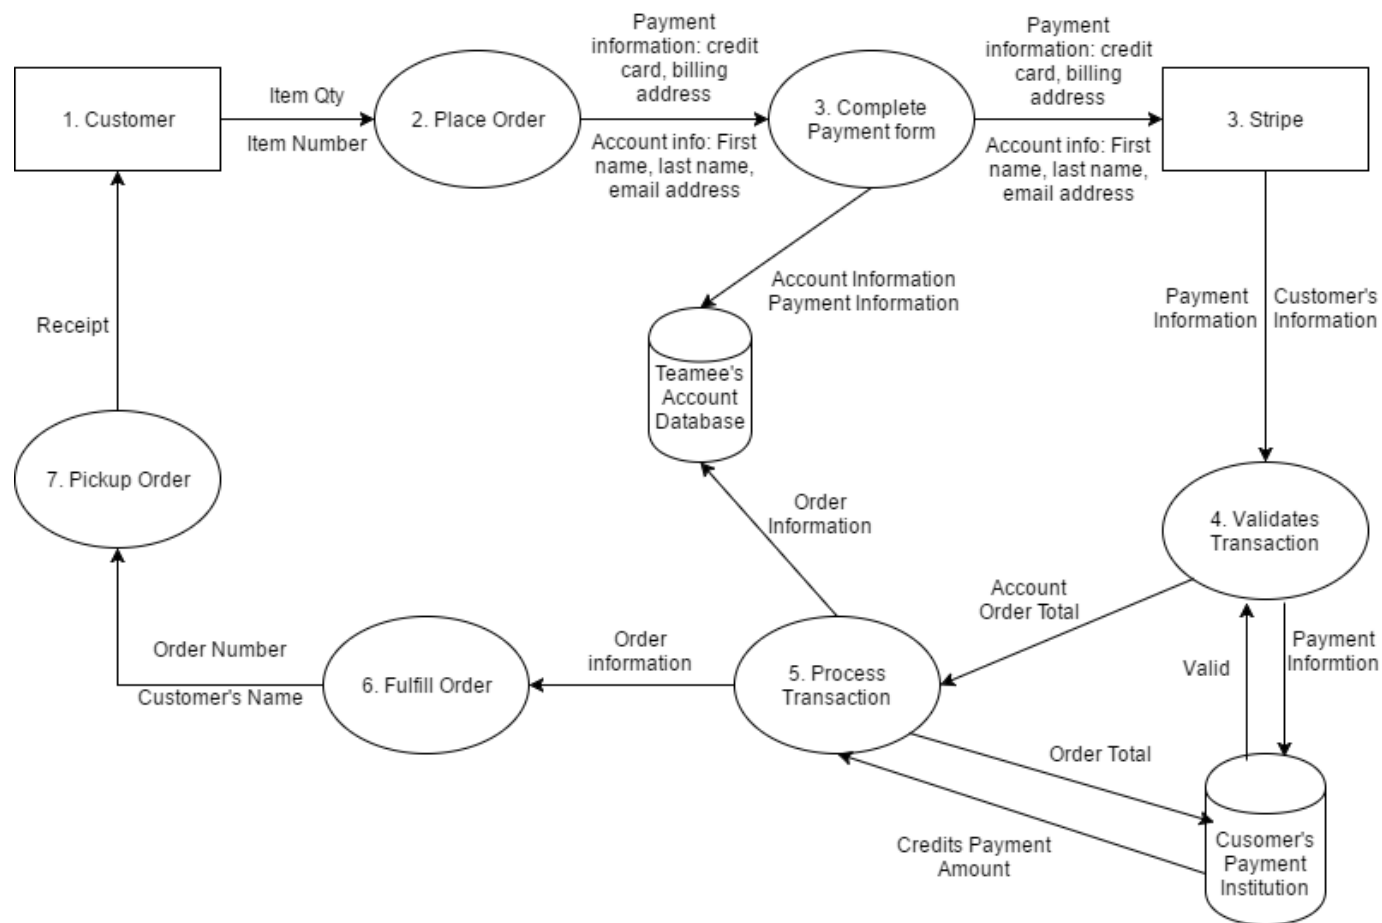 Payment
information: credit
card, billing
address
Payment
information: credit
card, billing
address
1. Customer
Item Qty
Item Number
2. Place Order
Account info: First
name, last name,
email address
3. Complete
Payment form
Account info: First
name, last name,
email address
3. Stripe
Account Information
Payment Information
Payment
Information
Customer's
Information
Receipt
Teamee's
Account
Database
7. Pickup Order
Order
Information
4. Validates
Transaction
Account
Order Total
Order Number
Customer's Name
6. Fulfill Order
Order
information
5. Process
Transaction
Valid
Payment
Informtion
Order Total
Credits Payment
Amount
Cusomer's
Payment
Institution